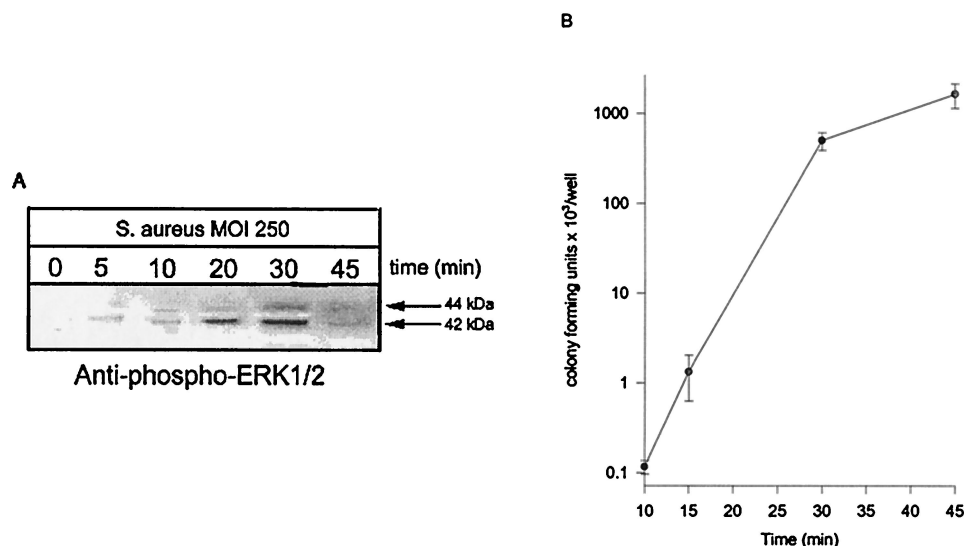 A
S. aureus MOI 250
0 5 10 20 30 45 time (min)
44 kDa
42 kDa
Anti-phospho-ERK1/2
B
colony forming units x 10³/well
1000
100
10
1
0.1
10 15 20 25 30 35 40 45
Time (min)